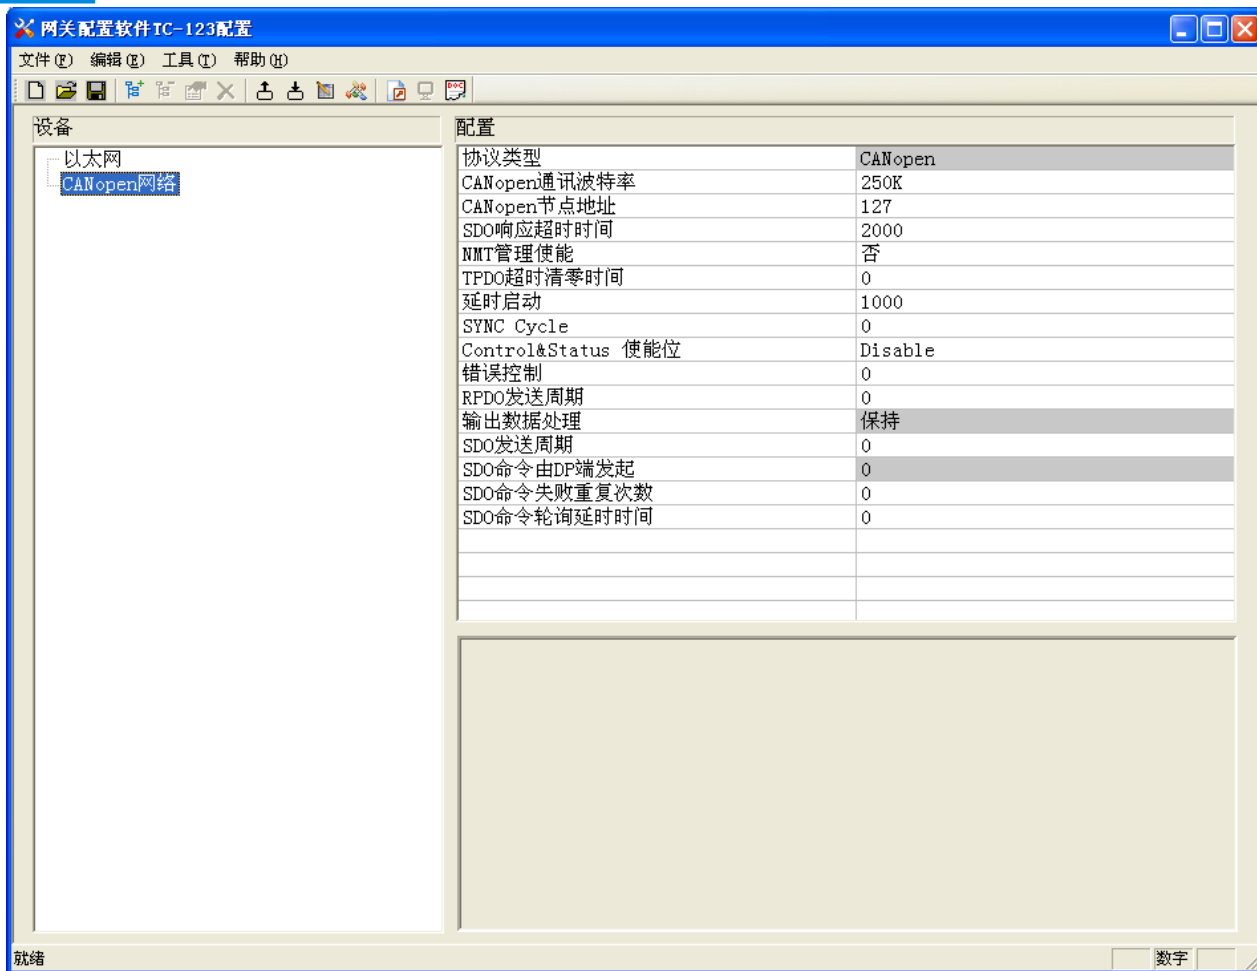 网关配置软件TC-123配置
文件(F) 编辑(E) 工具(T) 帮助(H)
DOC
设备
配置
以太网
CANopen网络
协议类型 CANopen
CANopen通讯波特率 250K
CANopen节点地址 127
SDO响应超时时间 2000
NMT管理使能 否
TPDO超时清零时间 0
延时启动 1000
SYNC Cycle 0
Control&Status 使能位 Disable
错误控制 0
RPDO发送周期 0
输出数据处理 保持
SDO发送周期 0
SDO命令由DP端发起 0
SDO命令失败重复次数 0
SDO命令轮询延时时间 0
就绪
数字